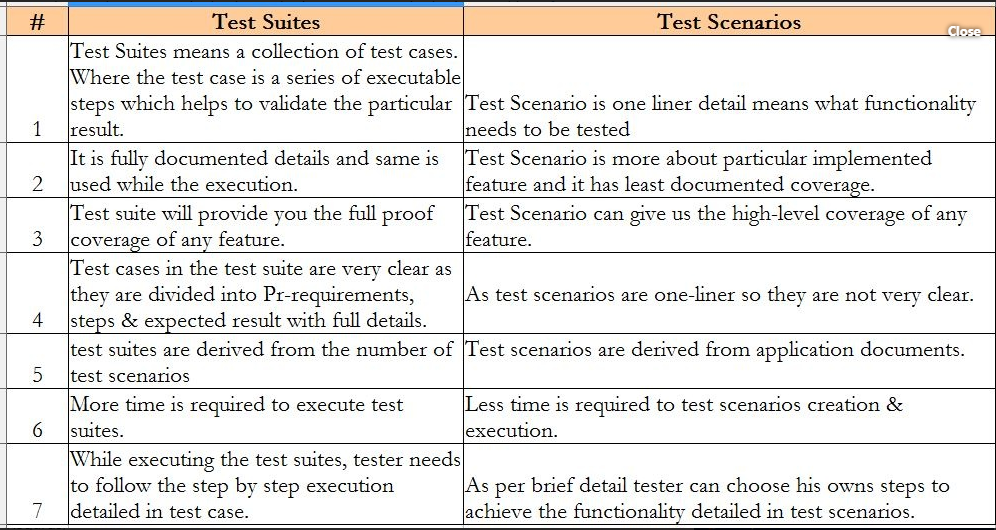 # Test Suites Test Scenarios
Close
Test Suites means a collection of test cases.
Where the test case is a series of executable
steps which helps to validate the particular
1 result.
Test Scenario is one liner detail means what functionality
needs to be tested
It is fully documented details and same is
2 used while the execution.
Test Scenario is more about particular implemented
feature and it has least documented coverage.
Test suite will provide you the full proof
3 coverage of any feature.
Test Scenario can give us the high-level coverage of any
feature.
Test cases in the test suite are very clear as
they are divided into Pr-requirements,
4 steps & expected result with full details.
As test scenarios are one-liner so they are not very clear.
test suites are derived from the number of
5 test scenarios
Test scenarios are derived from application documents.
More time is required to execute test
6 suites.
Less time is required to test scenarios creation &
execution.
While executing the test suites, tester needs
to follow the step by step execution
7 detailed in test case.
As per brief detail tester can choose his owns steps to
achieve the functionality detailed in test scenarios.